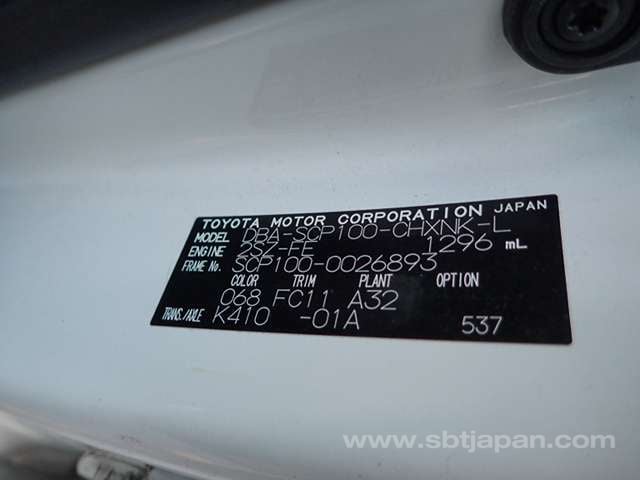 TOYOTA MOTOR CORPORATION JAPAN
MODEL DBA-SCP100-CHXNK-L
ENGINE 2SZ-FE 1296 mL
FRAME No. SCP100-0026893
COLOR TRIM PLANT OPTION
068 FC11 A32
TRANS./AXLE K410 -01A 537
www.sbtjapan.com